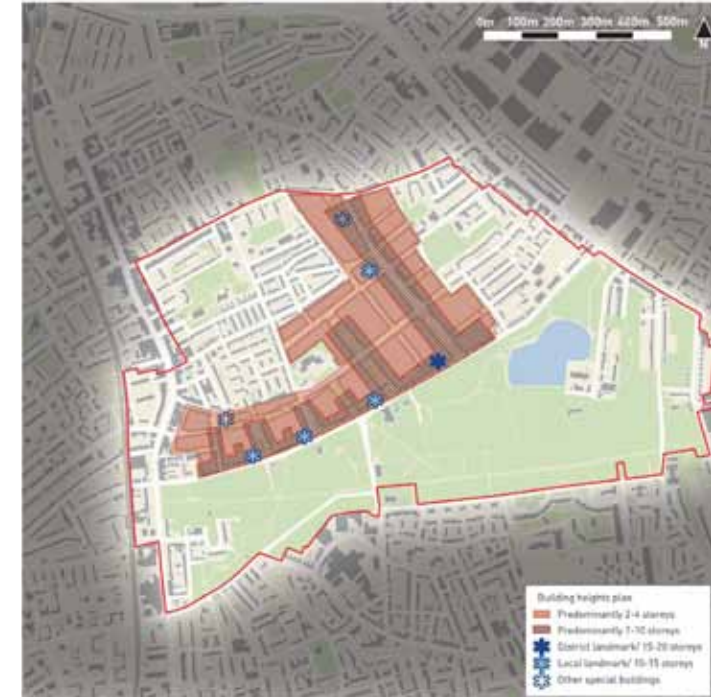 0m 100m 200m 300m 400m 500m
N
Building heights plan
Predominantly 2-4 storeys
Predominantly 7-10 storeys
District landmark/ 15-20 storeys
Local landmark/ 10-15 storeys
Other special buildings